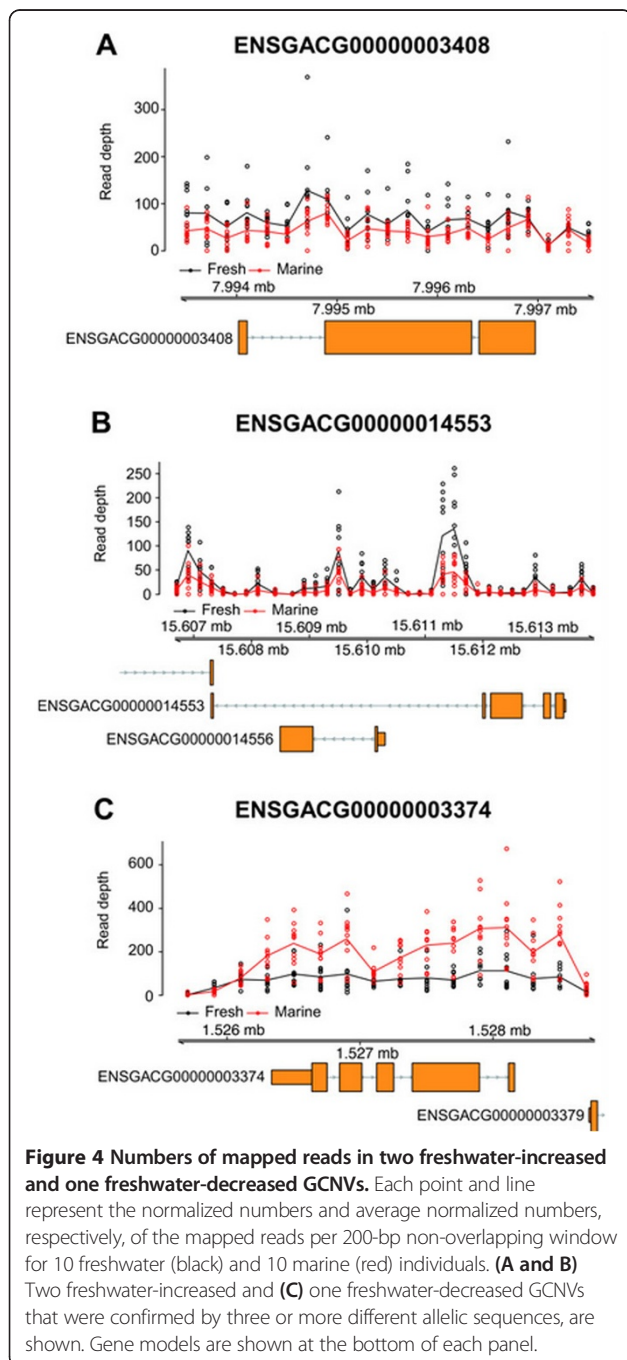 A
ENSGACG00000003408
Read depth
300
200
100
0
Fresh Marine
7.994 mb
7.996 mb
7.995 mb
7.997 mb
ENSGACG00000003408
B
ENSGACG00000014553
Read depth
250
200
150
100
50
0
Fresh Marine
15.607 mb
15.609 mb
15.611 mb
15.613 mb
15.608 mb
15.610 mb
15.612 mb
ENSGACG00000014553
ENSGACG00000014556
C
ENSGACG00000003374
Read depth
600
400
200
0
Fresh Marine
1.526 mb
1.528 mb
1.527 mb
ENSGACG00000003374
ENSGACG00000003379
Figure 4 Numbers of mapped reads in two freshwater-increased
and one freshwater-decreased GCNVs. Each point and line
represent the normalized numbers and average normalized numbers,
respectively, of the mapped reads per 200-bp non-overlapping window
for 10 freshwater (black) and 10 marine (red) individuals. (A and B)
Two freshwater-increased and (C) one freshwater-decreased GCNVs
that were confirmed by three or more different allelic sequences, are
shown. Gene models are shown at the bottom of each panel.